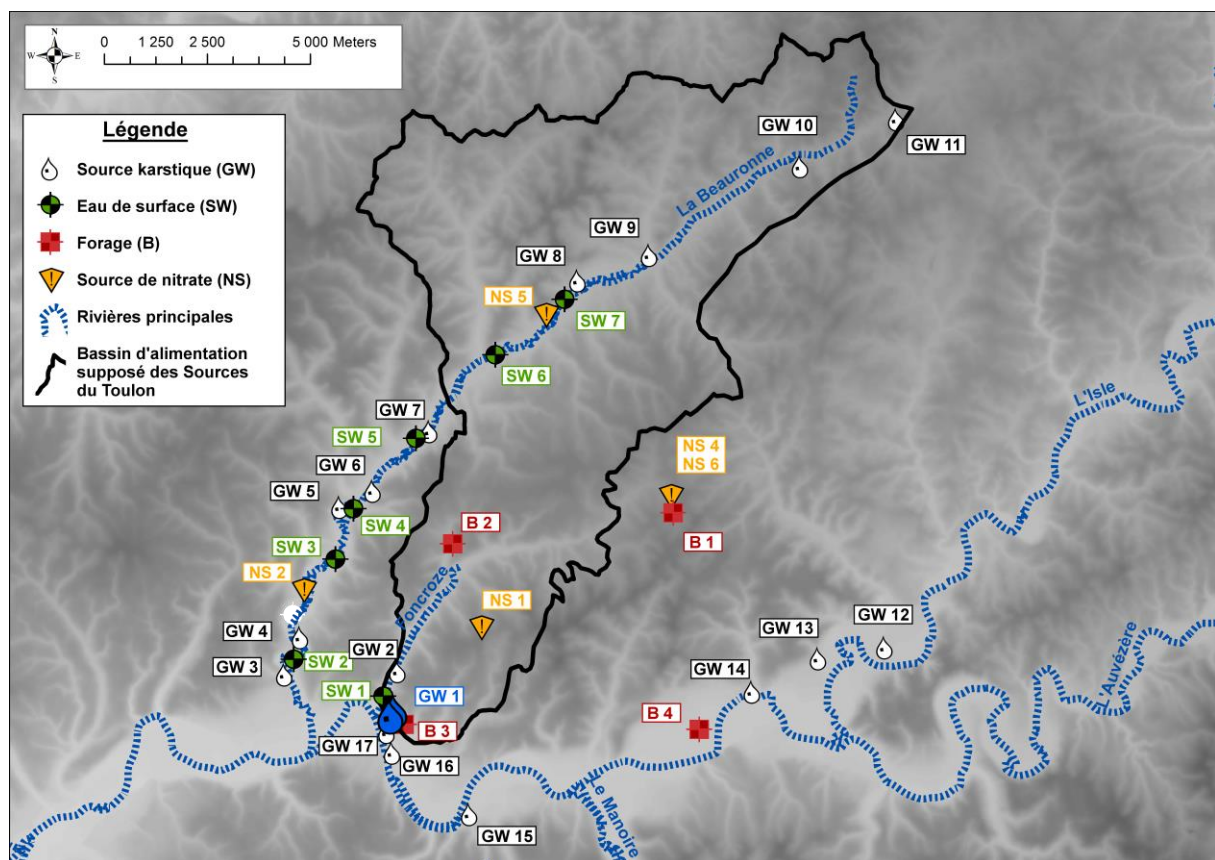 N
W E
S
0 1 250 2 500 5 000 Meters
Légende
Source karstique (GW)
Eau de surface (SW)
Forage (B)
Source de nitrate (NS)
Rivières principales
Bassin d'alimentation
supposé des Sources
du Toulon
GW 10
GW 11
La Beauronne
GW 9
GW 8
NS 5
SW 7
SW 6
L'Isle
GW 7
SW 5
GW 6
GW 5
SW 4
NS 4
NS 6
B 1
B 2
SW 3
NS 2
NS 1
GW 4
GW 3
SW 2
GW 2
SW 1
GW 1
B 3
GW 17
GW 16
GW 15
GW 12
GW 13
GW 14
B 4
L'Auvézère
Le Manoire